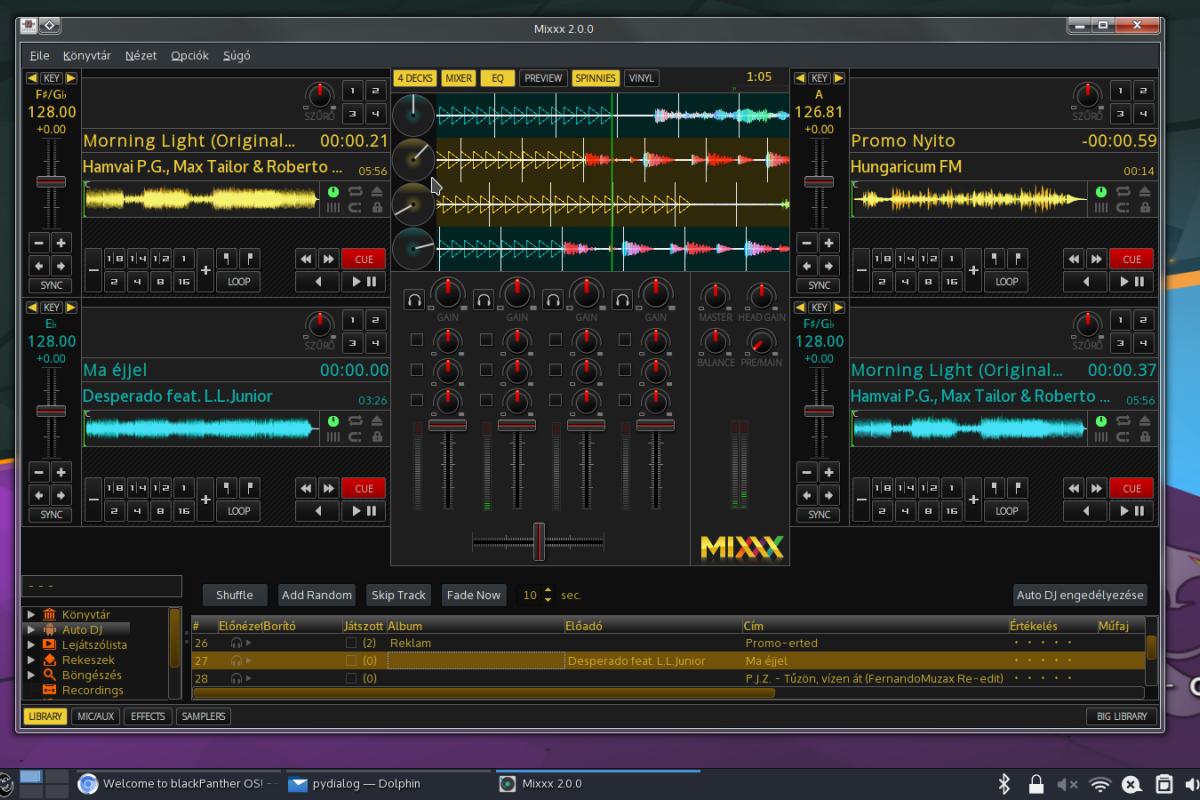 Mixxx 2.0.0
File Könyvtár Nézet Opciók Súgó
KEY
F♯/G♭
128.00
+0.00
SZŰRŐ
1 2
3 4
Morning Light (Original... 00:00.21
Hamvai P.G., Max Tailor & Roberto ... 05:56
CUE
SYNC
1/8 1/4 1/2 1
2 4 8 16
LOOP
KEY
E♭
128.00
+0.00
SZŰRŐ
1 2
3 4
Ma éjjel 00:00.00
Desperado feat. L.L.Junior 03:26
CUE
SYNC
1/8 1/4 1/2 1
2 4 8 16
LOOP
4 DECKS MIXER EQ PREVIEW SPINNIES VINYL 1:05
GAIN GAIN GAIN GAIN
MASTER HEAD GAIN
BALANCE PRE/MAIN
MIXXX
KEY
A
126.81
+0.00
SZŰRŐ
1 2
3 4
Promo Nyito -00:00.59
Hungaricum FM 00:14
CUE
SYNC
1/8 1/4 1/2 1
2 4 8 16
LOOP
KEY
F♯/G♭
128.00
+0.00
SZŰRŐ
1 2
3 4
Morning Light (Original... 00:00.37
Hamvai P.G., Max Tailor & Roberto ... 05:56
CUE
SYNC
1/8 1/4 1/2 1
2 4 8 16
LOOP
- - -
Shuffle Add Random Skip Track Fade Now 10 sec. Auto DJ engedélyezése
Könyvtár
Auto DJ
Lejátszólista
Rekeszek
Böngészés
Recordings
# Előnézet Borító Játszott Album Előadó Cím Értékelés Műfaj
26 (2) Reklam Promo-erted
27 (0) Desperado feat. L.L.Junior Ma éjjel
28 (0) P.J.Z. - Tűzön, vízen át (FernandoMuzax Re-edit)
LIBRARY MIC/AUX EFFECTS SAMPLERS BIG LIBRARY
Welcome to blackPanther OS! - pydialog — Dolphin Mixxx 2.0.0